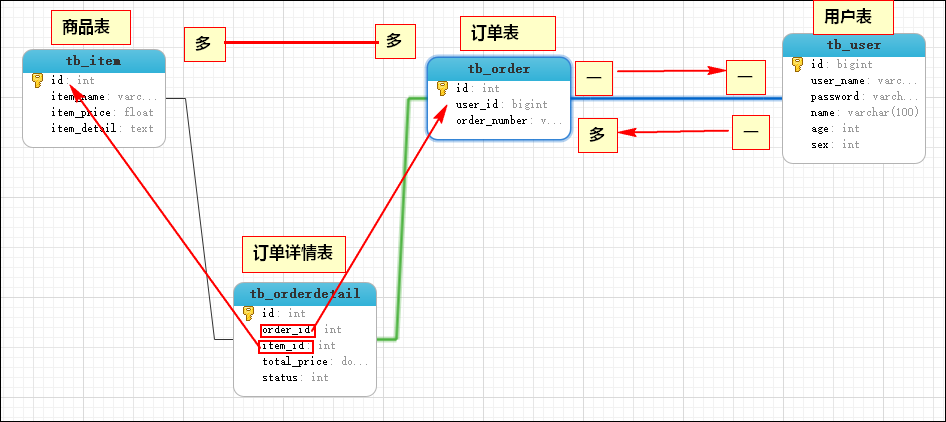 商品表
多
多
订单表
用户表
tb_item
id: int
item_name: varc...
item_price: float
item_detail: text
tb_order
id: int
user_id: bigint
order_number: v...
一
一
多
一
tb_user
id: bigint
user_name: varc...
password: varch...
name: varchar(100)
age: int
sex: int
订单详情表
tb_orderdetail
id: int
order_id: int
item_id: int
total_price: do...
status: int